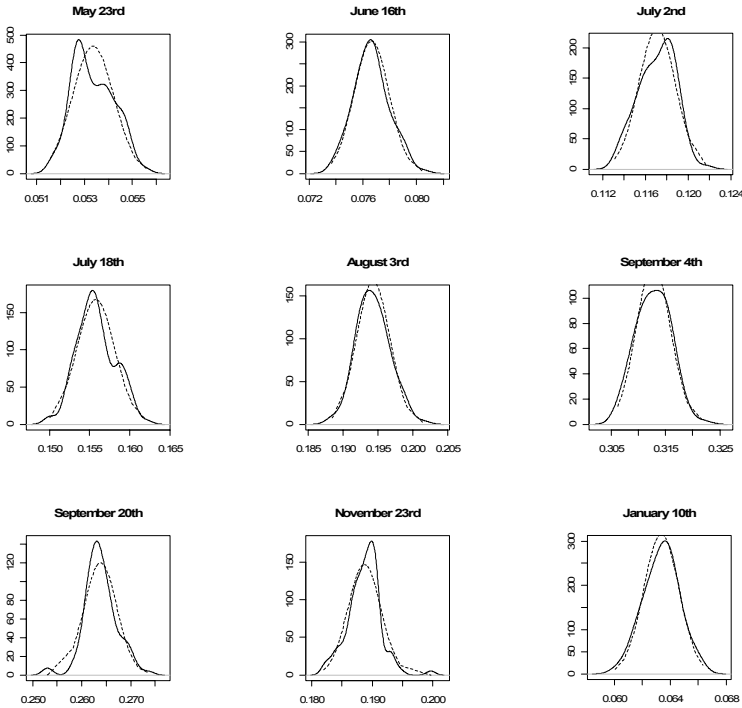 May 23rd
0 100 200 300 400 500
0.051 0.053 0.055
June 16th
0 50 100 150 200 250 300
0.072 0.076 0.080
July 2nd
0 50 100 150 200
0.112 0.116 0.120 0.124
July 18th
0 50 100 150
0.150 0.155 0.160 0.165
August 3rd
0 50 100 150
0.185 0.190 0.195 0.200 0.205
September 4th
0 20 40 60 80 100
0.305 0.315 0.325
September 20th
0 20 40 60 80 120
0.250 0.260 0.270
November 23rd
0 50 100 150
0.180 0.190 0.200
January 10th
0 50 100 150 200 300
0.060 0.064 0.068